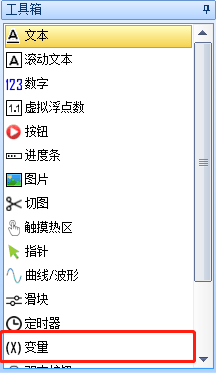 工具箱
A 文本
A 滚动文本
123 数字
1.1 虚拟浮点数
按钮
进度条
图片
切图
触摸热区
指针
曲线/波形
滑块
定时器
(X) 变量